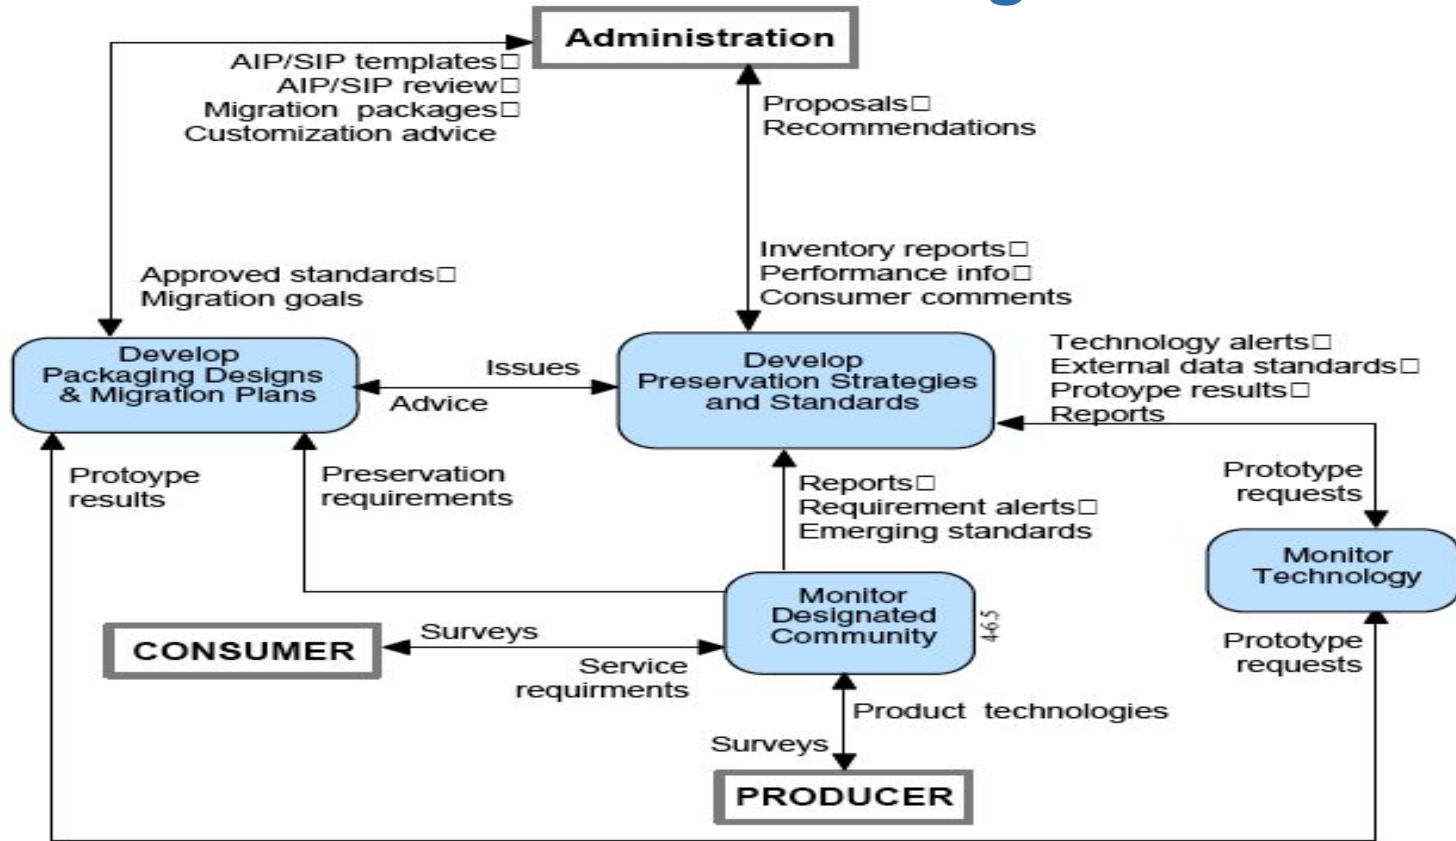 Administration
AIP/SIP templates□
AIP/SIP review□
Migration packages□
Customization advice
Proposals□
Recommendations
Approved standards□
Migration goals
Inventory reports□
Performance info□
Consumer comments
Develop
Packaging Designs
& Migration Plans
Issues
Advice
Develop
Preservation Strategies
and Standards
Technology alerts□
External data standards□
Protoype results□
Reports
Protoype
results
Preservation
requirements
Reports□
Requirement alerts□
Emerging standards
Prototype
requests
Monitor
Technology
Monitor
Designated
Community
4-6.5
Prototype
requests
CONSUMER
Surveys
Service
requirments
Product technologies
Surveys
PRODUCER